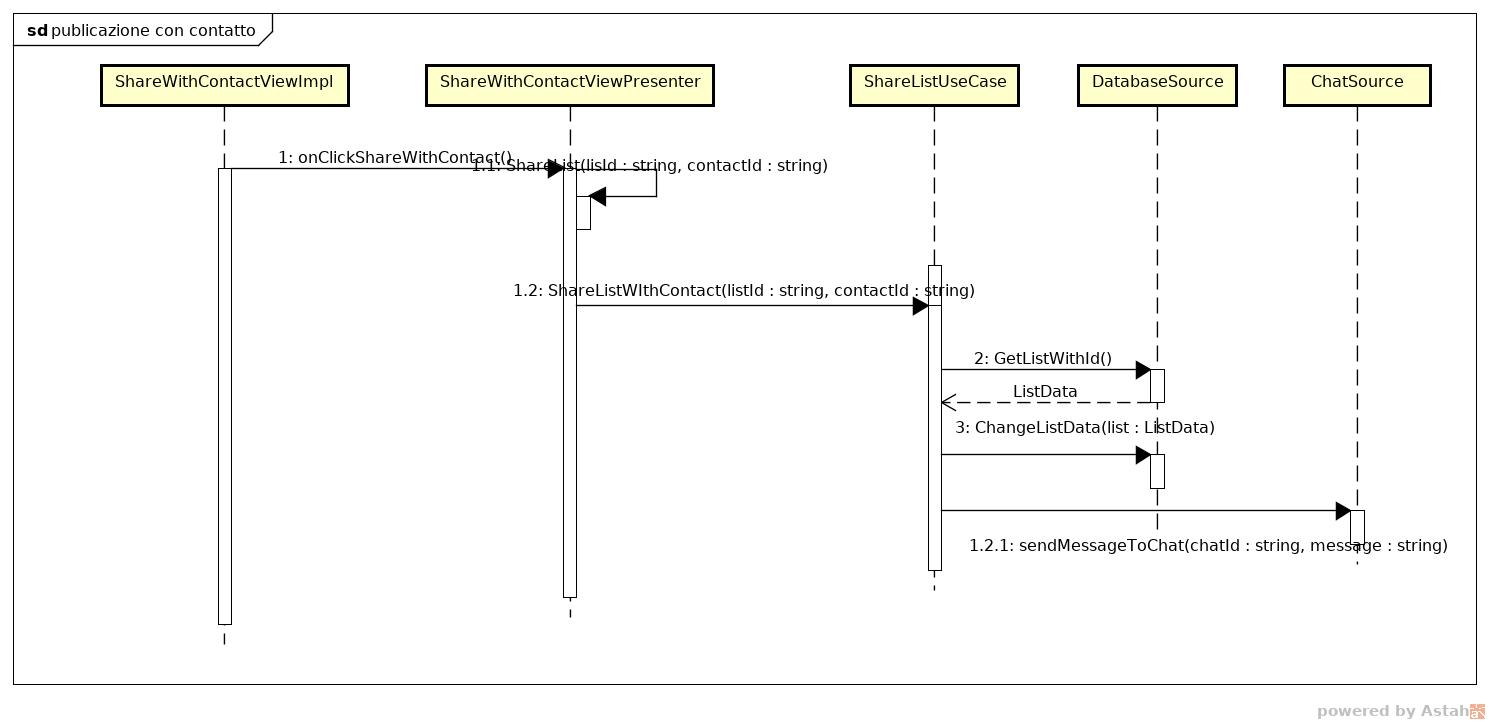 sd publicazione con contatto
ShareWithContactViewImpl
ShareWithContactViewPresenter
ShareListUseCase
DatabaseSource
ChatSource
1: onClickShareWithContact()
1.1: ShareList(lisId : string, contactId : string)
1.2: ShareListWIthContact(listId : string, contactId : string)
2: GetListWithId()
ListData
3: ChangeListData(list : ListData)
1.2.1: sendMessageToChat(chatId : string, message : string)
powered by Astah